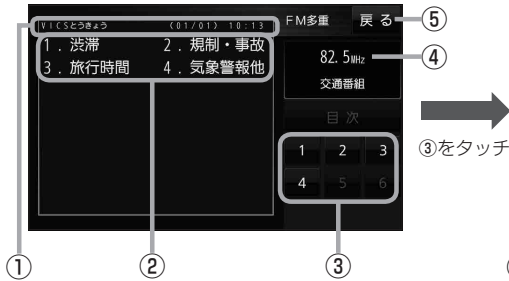 VICSとうきょう (01/01) 10:13
FM多重 戻る ⑤
1．渋滞 2．規制・事故
3．旅行時間 4．気象警報他
82.5MHz ④
交通番組
目次
③をタッチ
1 2 3
4 5 6
① ② ③